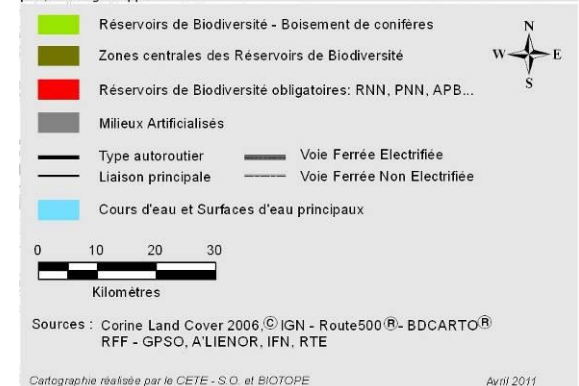 Réservoirs de Biodiversité - Boisement de conifères
Zones centrales des Réservoirs de Biodiversité
Réservoirs de Biodiversité obligatoires: RNN, PNN, APB...
Milieux Artificialisés
N
W E
S
Type autoroutier
Voie Ferrée Electrifiée
Liaison principale
Voie Ferrée Non Electrifiée
Cours d'eau et Surfaces d'eau principaux
0 10 20 30
Kilomètres
Sources : Corine Land Cover 2006,© IGN - Route500 ®- BDCARTO®
RFF - GPSO, A'LIENOR, IFN, RTE
Cartographie réalisée par le CETE - S.O. et BIOTOPE
Avril 2011